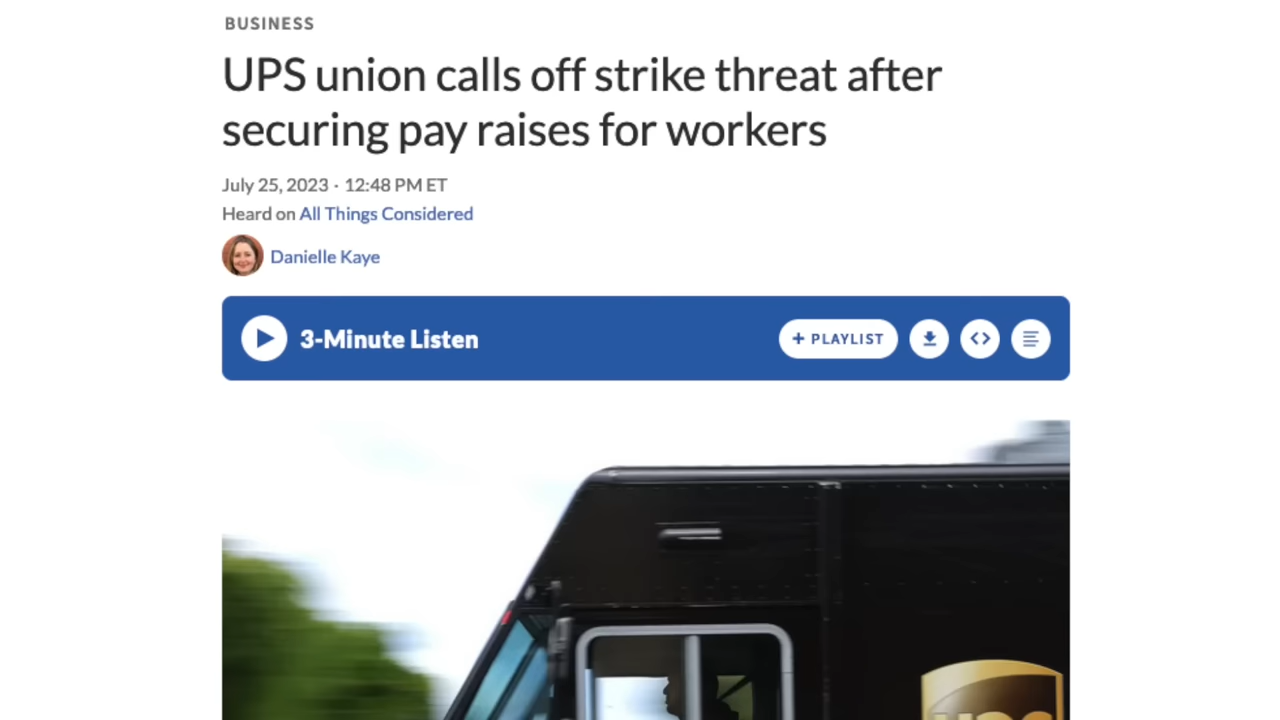 BUSINESS
UPS union calls off strike threat after
securing pay raises for workers
July 25, 2023 · 12:48 PM ET
Heard on All Things Considered
Danielle Kaye
3-Minute Listen
+ PLAYLIST
UPS